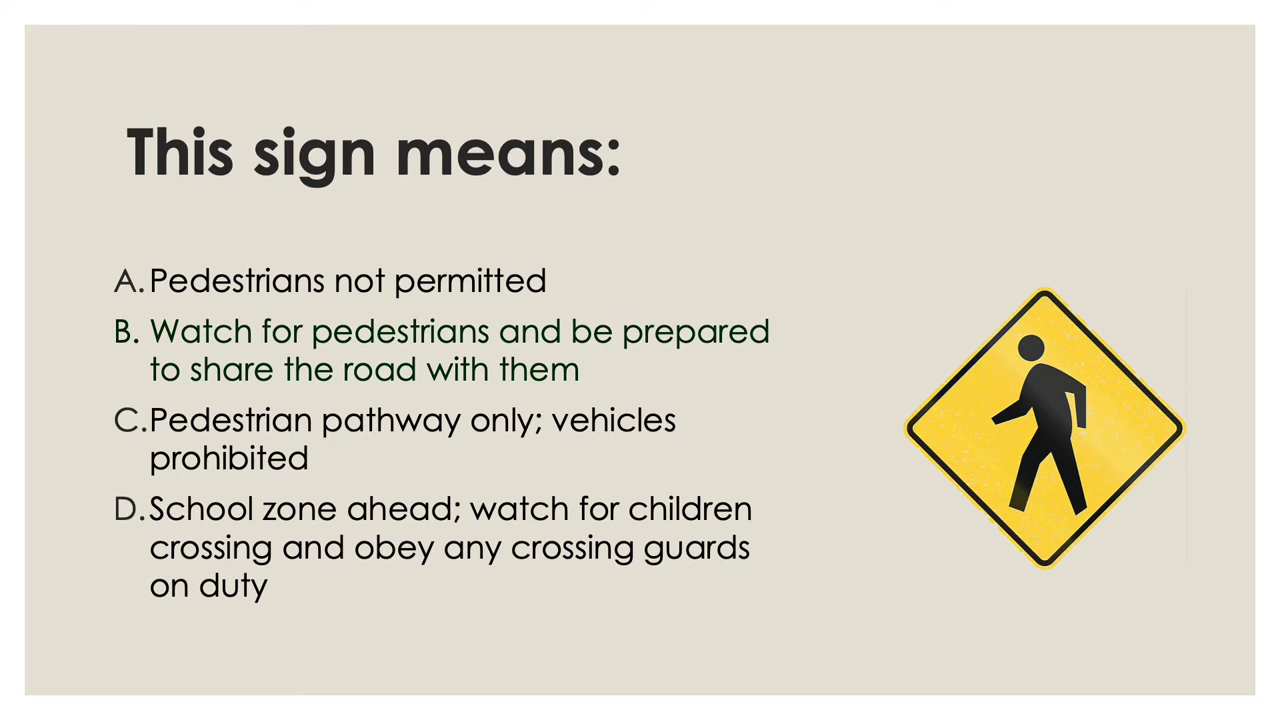 This sign means:
A. Pedestrians not permitted
B. Watch for pedestrians and be prepared
to share the road with them
C. Pedestrian pathway only; vehicles
prohibited
D. School zone ahead; watch for children
crossing and obey any crossing guards
on duty